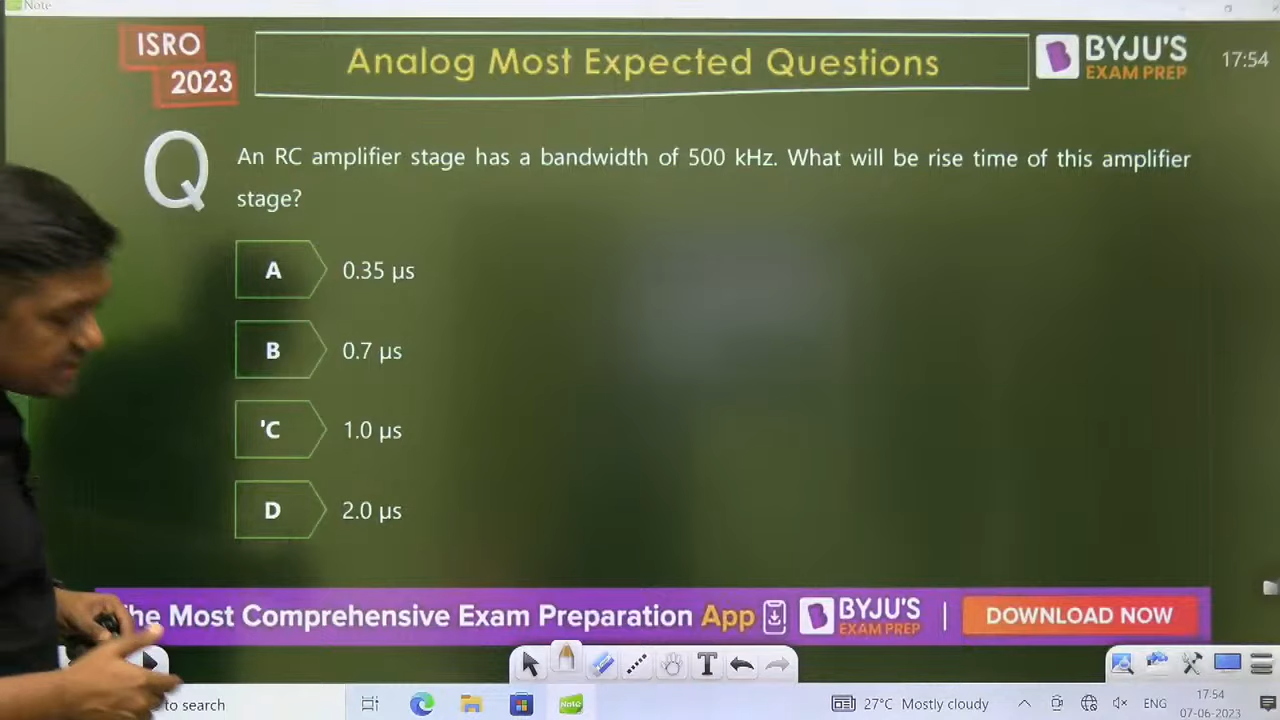 Note
ISRO
2023
Analog Most Expected Questions
BYJU'S
EXAM PREP
17:54
Q
An RC amplifier stage has a bandwidth of 500 kHz. What will be rise time of this amplifier
stage?
A 0.35 µs
B 0.7 µs
'C 1.0 µs
D 2.0 µs
he Most Comprehensive Exam Preparation App
BYJU'S
EXAM PREP
DOWNLOAD NOW
T
to search
Note
27°C Mostly cloudy
ENG
17:54
07-06-2023